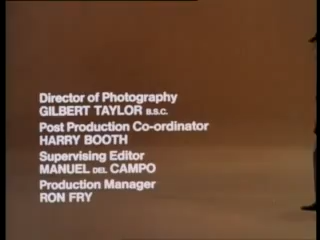 Director of Photography
GILBERT TAYLOR B.S.C.
Post Production Co-ordinator
HARRY BOOTH
Supervising Editor
MANUEL DEL CAMPO
Production Manager
RON FRY